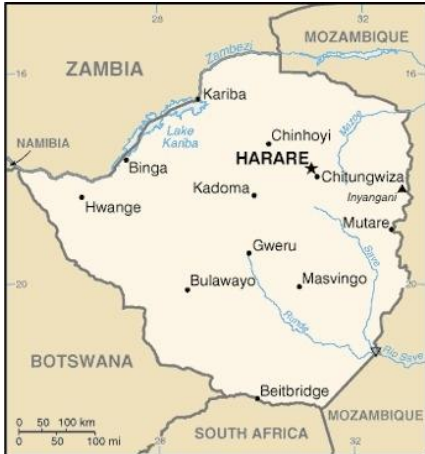 28
32
MOZAMBIQUE
Zambezi
ZAMBIA
16
16
Kariba
Lake
Kariba
Mazoe
Chinhoyi
NAMIBIA
HARARE
Binga
Chitungwiza
Kadoma
Inyangani
Hwange
Mutare
Gweru
Save
Bulawayo
Masvingo
20
20
Runde
Rio Save
BOTSWANA
Beitbridge
0 50 100 km
0 50 100 mi
MOZAMBIQUE
SOUTH AFRICA
28
32